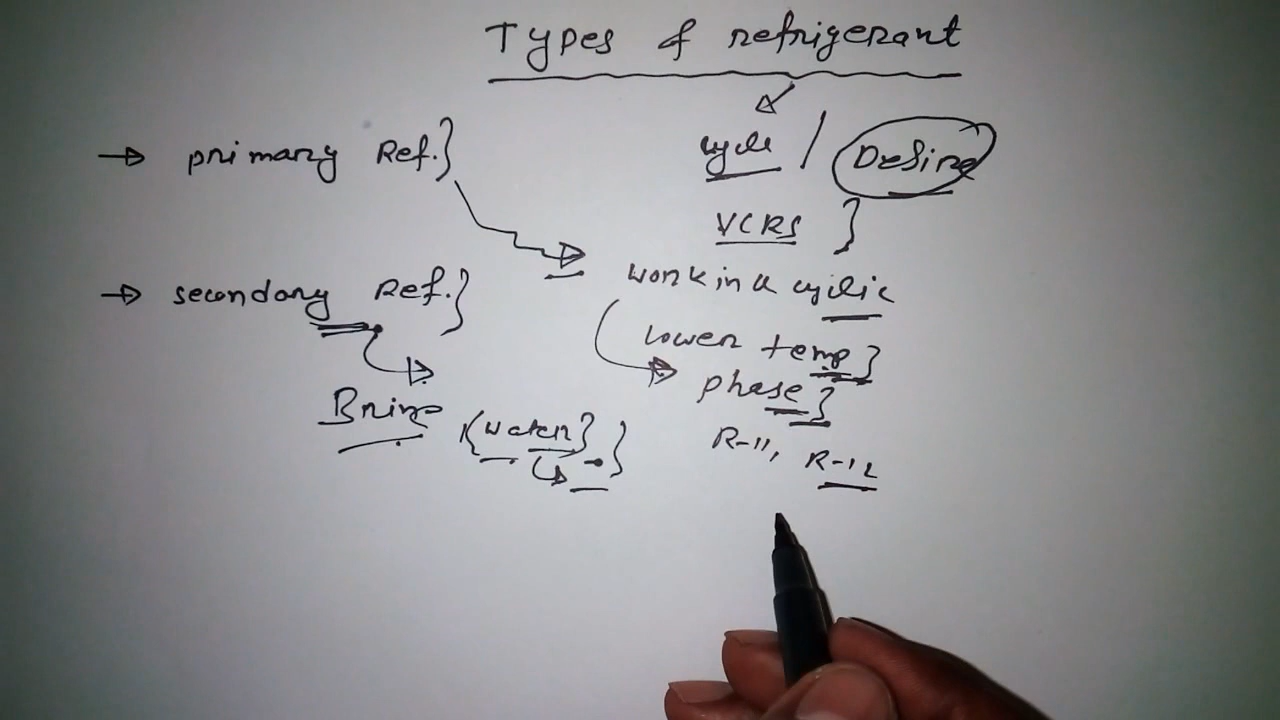 Types of refrigerant
→ primary Ref.}
cycle / Desire
VCRS }
→ secondary Ref.}
work in a cyclic
lower temp}
phase}
Brine {(water}}
R-11, R-12